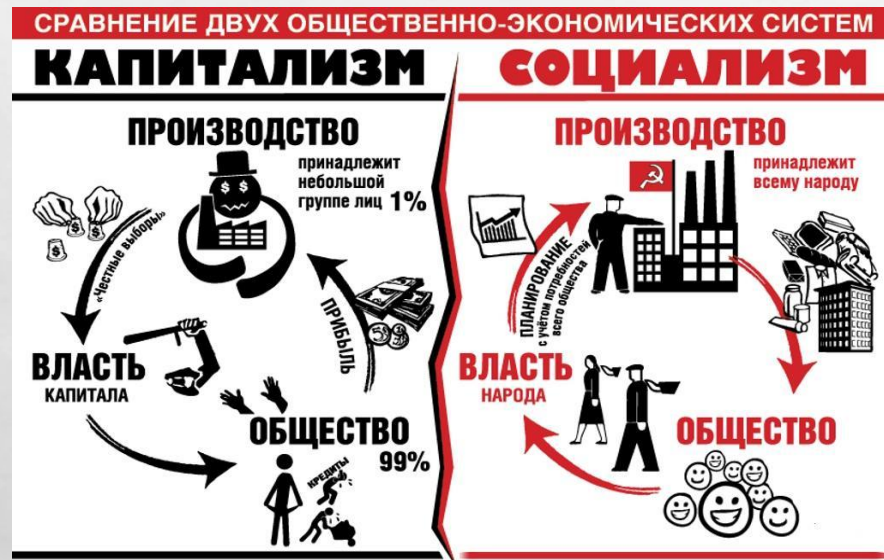 СРАВНЕНИЕ ДВУХ ОБЩЕСТВЕННО-ЭКОНОМИЧЕСКИХ СИСТЕМ
КАПИТАЛИЗМ
ПРОИЗВОДСТВО
принадлежит
небольшой
группе лиц 1%
$ $
$
$
$
«Честные выборы»
ПРИБЫЛЬ
ВЛАСТЬ
КАПИТАЛА
ОБЩЕСТВО
99%
КРЕДИТЫ
СОЦИАЛИЗМ
ПРОИЗВОДСТВО
принадлежит
всему народу
ПЛАНИРОВАНИЕ
с учётом потребностей
всего общества
ВЛАСТЬ
НАРОДА
ОБЩЕСТВО